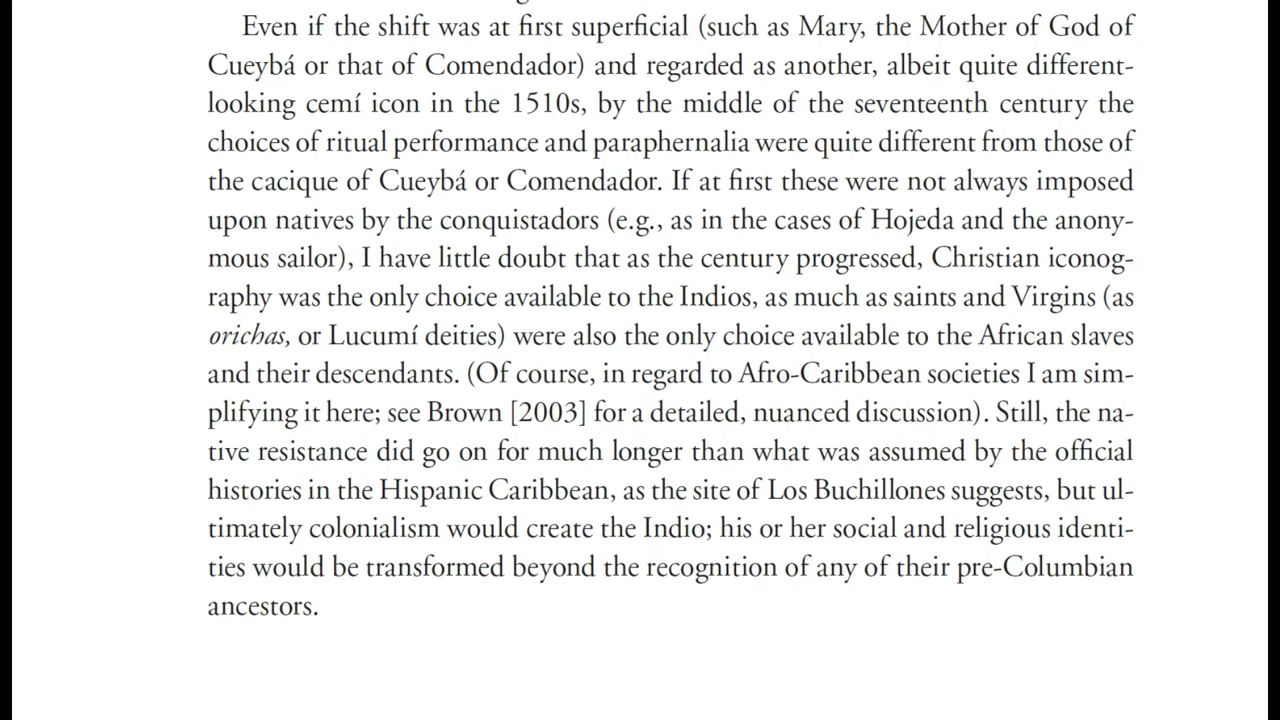 Even if the shift was at first superficial (such as Mary, the Mother of God of
Cueybá or that of Comendador) and regarded as another, albeit quite different-
looking cemí icon in the 1510s, by the middle of the seventeenth century the
choices of ritual performance and paraphernalia were quite different from those of
the cacique of Cueybá or Comendador. If at first these were not always imposed
upon natives by the conquistadors (e.g., as in the cases of Hojeda and the anony-
mous sailor), I have little doubt that as the century progressed, Christian iconog-
raphy was the only choice available to the Indios, as much as saints and Virgins (as
orichas, or Lucumí deities) were also the only choice available to the African slaves
and their descendants. (Of course, in regard to Afro-Caribbean societies I am sim-
plifying it here; see Brown [2003] for a detailed, nuanced discussion). Still, the na-
tive resistance did go on for much longer than what was assumed by the official
histories in the Hispanic Caribbean, as the site of Los Buchillones suggests, but ul-
timately colonialism would create the Indio; his or her social and religious identi-
ties would be transformed beyond the recognition of any of their pre-Columbian
ancestors.